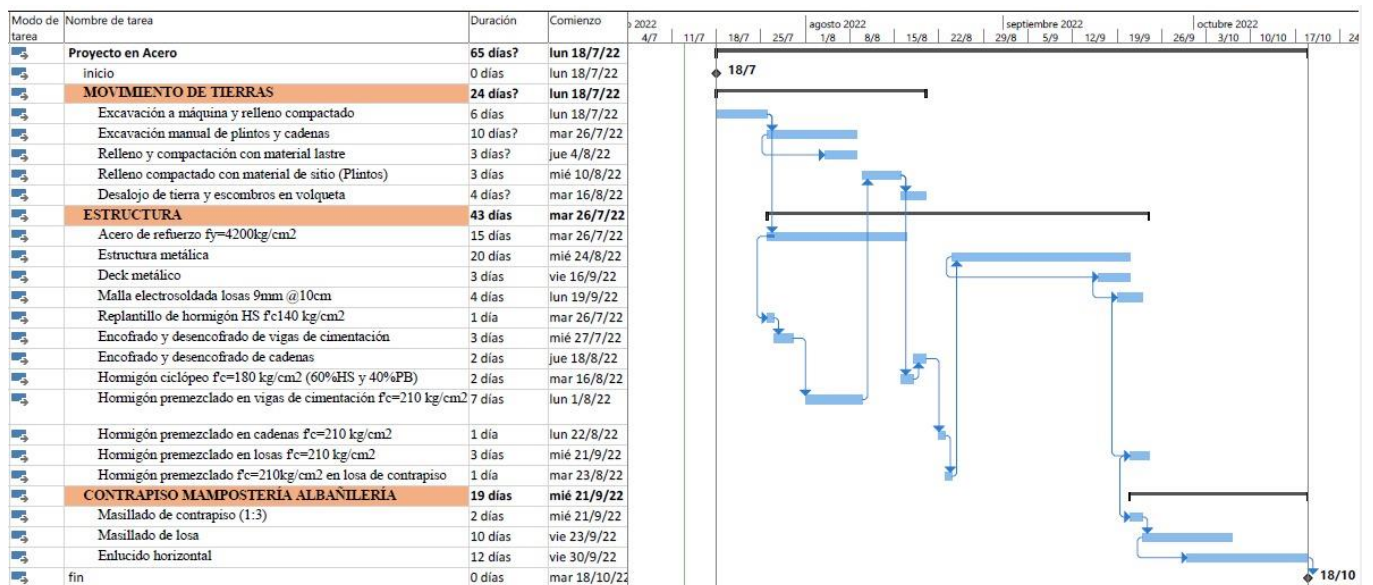 Modo de tarea Nombre de tarea Duración Comienzo
2022 agosto 2022 septiembre 2022 octubre 2022
4/7 11/7 18/7 25/7 1/8 8/8 15/8 22/8 29/8 5/9 12/9 19/9 26/9 3/10 10/10 17/10 24
Proyecto en Acero 65 días? lun 18/7/22
inicio 0 días lun 18/7/22 18/7
MOVIMIENTO DE TIERRAS 24 días? lun 18/7/22
Excavación a máquina y relleno compactado 6 días lun 18/7/22
Excavación manual de plintos y cadenas 10 días? mar 26/7/22
Relleno y compactación con material lastre 3 días? jue 4/8/22
Relleno compactado con material de sitio (Plintos) 3 días mié 10/8/22
Desalojo de tierra y escombros en volqueta 4 días? mar 16/8/22
ESTRUCTURA 43 días mar 26/7/22
Acero de refuerzo fy=4200kg/cm2 15 días mar 26/7/22
Estructura metálica 20 días mié 24/8/22
Deck metálico 3 días vie 16/9/22
Malla electrosoldada losas 9mm @10cm 4 días lun 19/9/22
Replantillo de hormigón HS f'c140 kg/cm2 1 día mar 26/7/22
Encofrado y desencofrado de vigas de cimentación 3 días mié 27/7/22
Encofrado y desencofrado de cadenas 2 días jue 18/8/22
Hormigón ciclópeo f'c=180 kg/cm2 (60%HS y 40%PB) 2 días mar 16/8/22
Hormigón premezclado en vigas de cimentación f'c=210 kg/cm2 7 días lun 1/8/22
Hormigón premezclado en cadenas f'c=210 kg/cm2 1 día lun 22/8/22
Hormigón premezclado en losas f'c=210 kg/cm2 3 días mié 21/9/22
Hormigón premezclado f'c=210kg/cm2 en losa de contrapiso 1 día mar 23/8/22
CONTRAPISO MAMPOSTERÍA ALBAÑILERÍA 19 días mié 21/9/22
Masillado de contrapiso (1:3) 2 días mié 21/9/22
Masillado de losa 10 días vie 23/9/22
Enlucido horizontal 12 días vie 30/9/22
fin 0 días mar 18/10/22 18/10